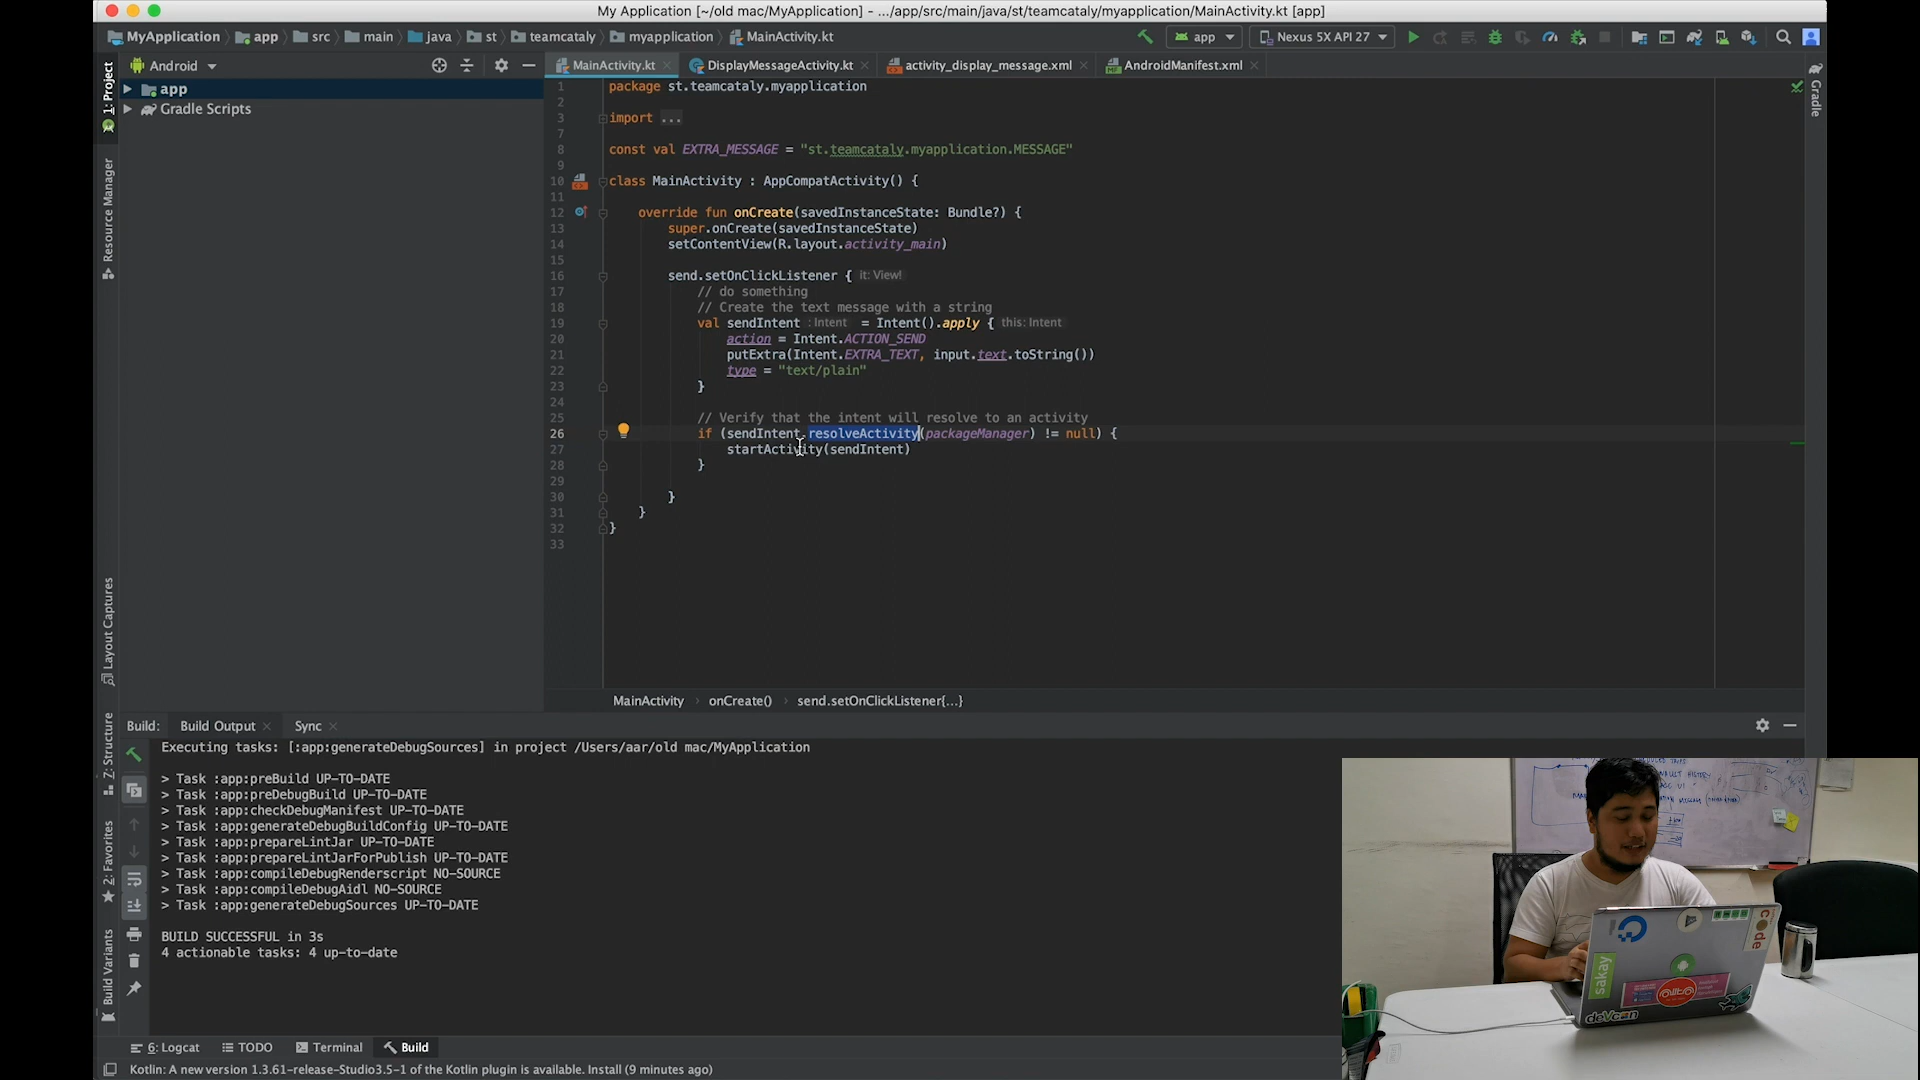 My Application [~/old mac/MyApplication] - .../app/src/main/java/st/teamcataly/myapplication/MainActivity.kt [app]
MyApplication app src main java st teamcataly myapplication MainActivity.kt
app Nexus 5X API 27
Android
MainActivity.kt DisplayMessageActivity.kt activity_display_message.xml AndroidManifest.xml
1: Project
Resource Manager
Layout Captures
Z: Structure
2: Favorites
Build Variants
Gradle
app
Gradle Scripts
1 package st.teamcataly.myapplication
2
3 import ...
7
8 const val EXTRA_MESSAGE = "st.teamcataly.myapplication.MESSAGE"
9
10 class MainActivity : AppCompatActivity() {
11
12 override fun onCreate(savedInstanceState: Bundle?) {
13 super.onCreate(savedInstanceState)
14 setContentView(R.layout.activity_main)
15
16 send.setOnClickListener { it: View!
17 // do something
18 // Create the text message with a string
19 val sendIntent : Intent = Intent().apply { this: Intent
20 action = Intent.ACTION_SEND
21 putExtra(Intent.EXTRA_TEXT, input.text.toString())
22 type = "text/plain"
23 }
24
25 // Verify that the intent will resolve to an activity
26 if (sendIntent.resolveActivity(packageManager) != null) {
27 startActivity(sendIntent)
28 }
29
30 }
31 }
32 }
33
MainActivity › onCreate() › send.setOnClickListener{...}
Build: Build Output Sync
Executing tasks: [:app:generateDebugSources] in project /Users/aar/old mac/MyApplication
> Task :app:preBuild UP-TO-DATE
> Task :app:preDebugBuild UP-TO-DATE
> Task :app:checkDebugManifest UP-TO-DATE
> Task :app:generateDebugBuildConfig UP-TO-DATE
> Task :app:prepareLintJar UP-TO-DATE
> Task :app:prepareLintJarForPublish UP-TO-DATE
> Task :app:compileDebugRenderscript NO-SOURCE
> Task :app:compileDebugAidl NO-SOURCE
> Task :app:generateDebugSources UP-TO-DATE
BUILD SUCCESSFUL in 3s
4 actionable tasks: 4 up-to-date
6: Logcat TODO Terminal Build
Kotlin: A new version 1.3.61-release-Studio3.5-1 of the Kotlin plugin is available. Install (9 minutes ago)
HISTORY
sakay
devcon